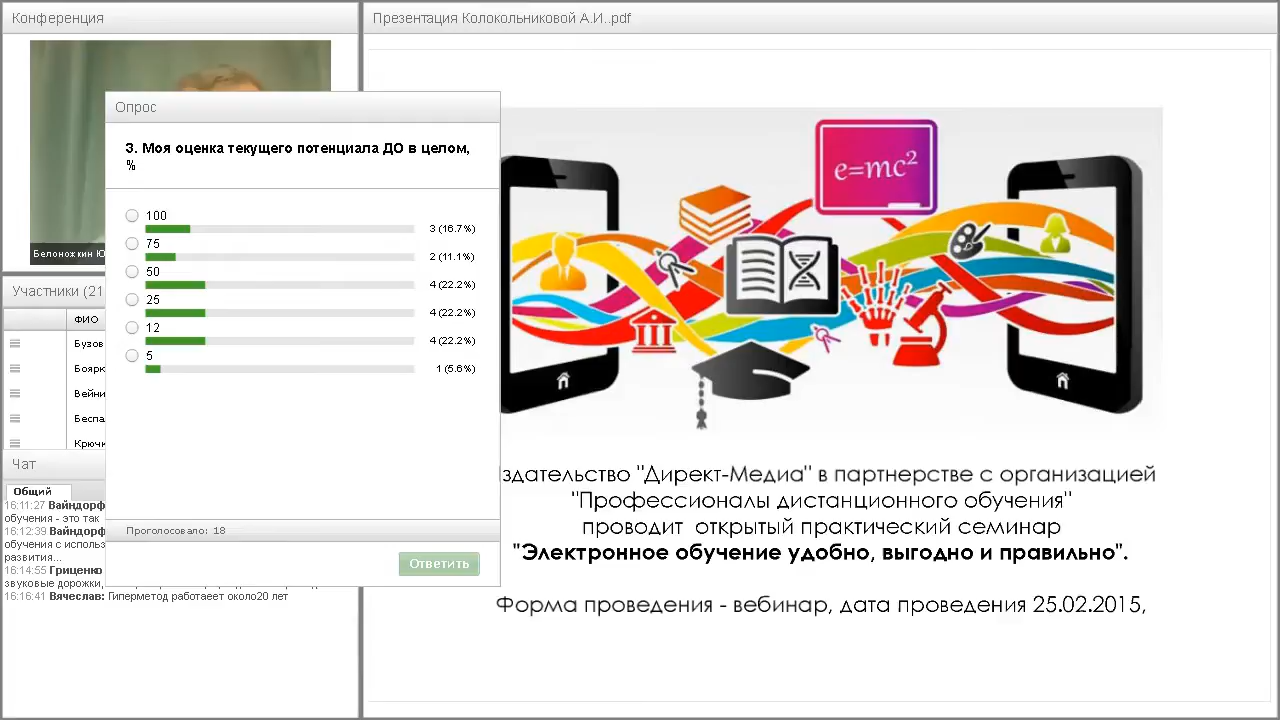 Конференция
Белоножкин Ю
Участники (21
ФИО
Бузов
Боярк
Вейни
Беспа
Крючк
Чат
Общий
16:11:27 Вайндорф
обучения - это так
16:12:39 Вайндорф
обучения с использ
развития...
16:14:55 Гриценко
звуковые дорожки,
16:16:41 Вячеслав: Гиперметод работаеет около20 лет
Опрос
3. Моя оценка текущего потенциала ДО в целом,
%
100
3 (16.7%)
75
2 (11.1%)
50
4 (22.2%)
25
4 (22.2%)
12
4 (22.2%)
5
1(5.6%)
Проголосовало: 18
Ответить
Презентация Колокольниковой А.И..pdf
e=mc²
здательство "Директ-Медиа" в партнерстве с организацией
"Профессионалы дистанционного обучения"
проводит открытый практический семинар
"Электронное обучение удобно, выгодно и правильно".
Форма проведения - вебинар, дата проведения 25.02.2015,